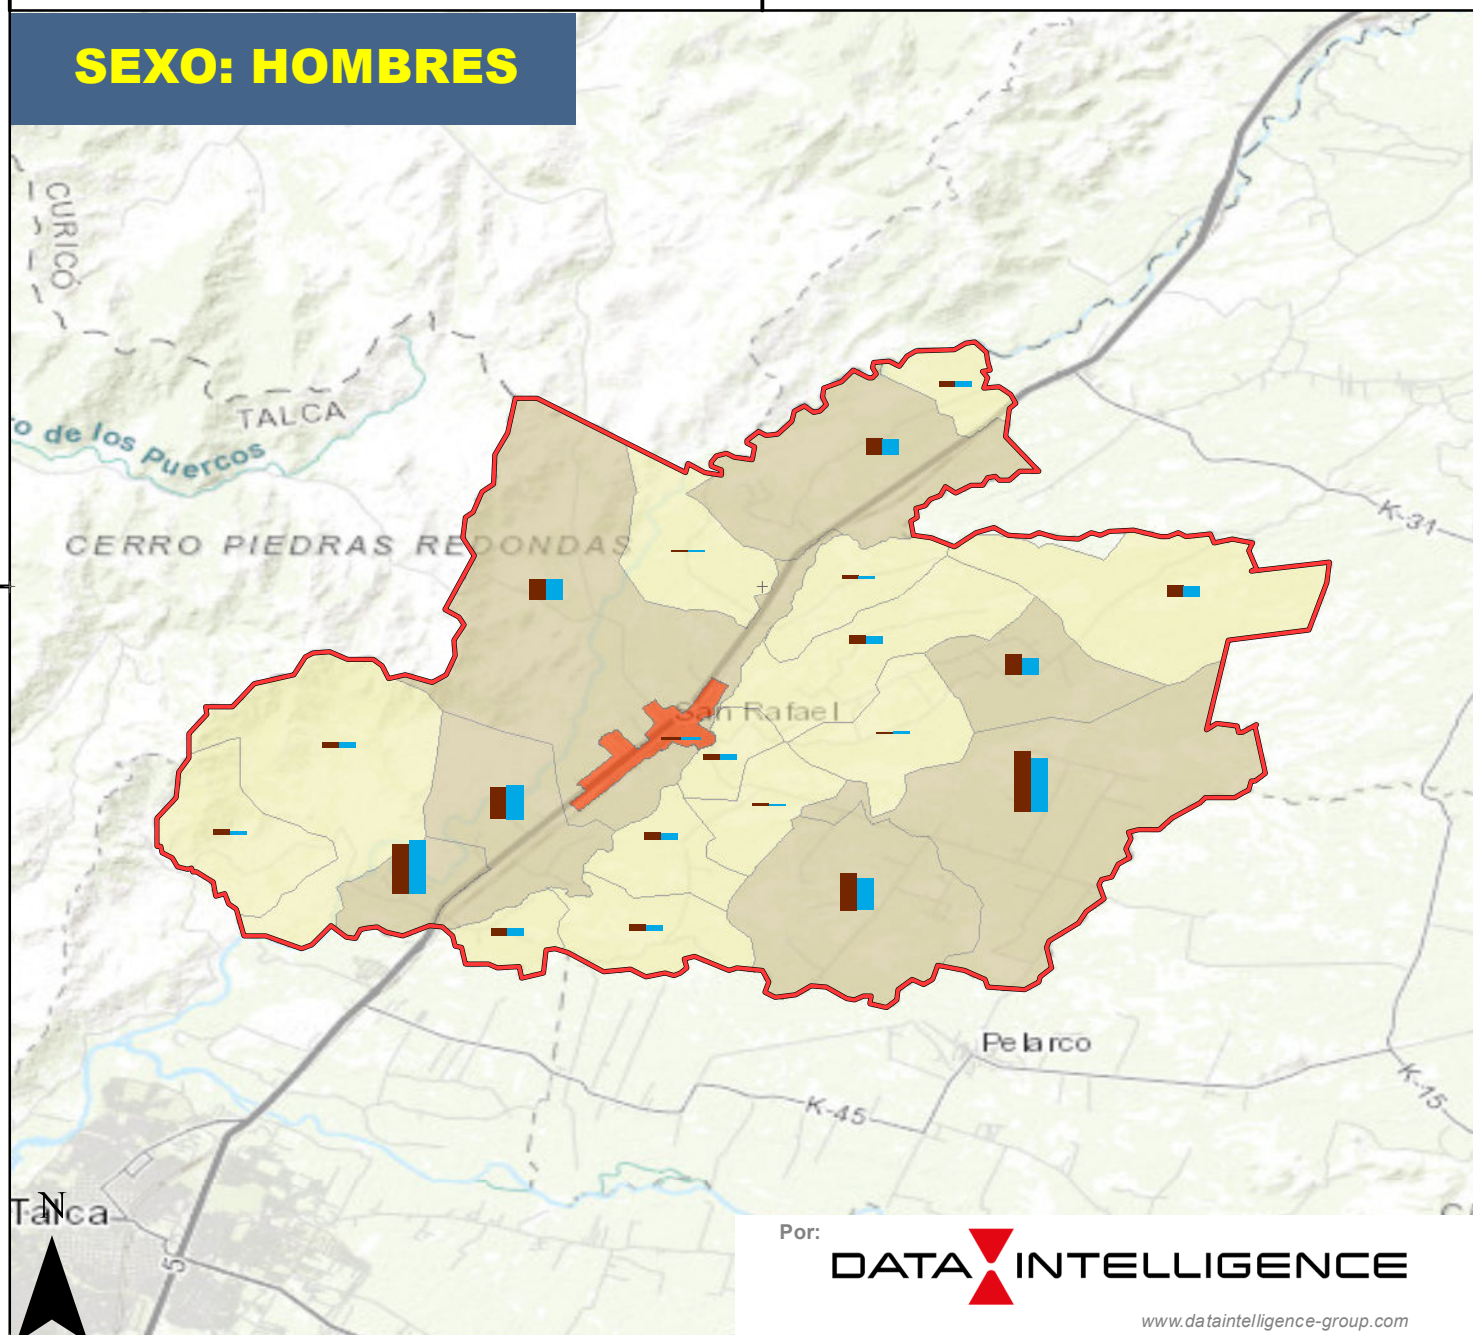 SEXO: HOMBRES
CURICÓ
TALCA
o de los Puercos
CERRO PIEDRAS REDONDAS
K-31
San Rafael
Pelarco
K-15
K-45
N
Talca
5
Por:
DATA INTELLIGENCE
www.dataintelligence-group.com